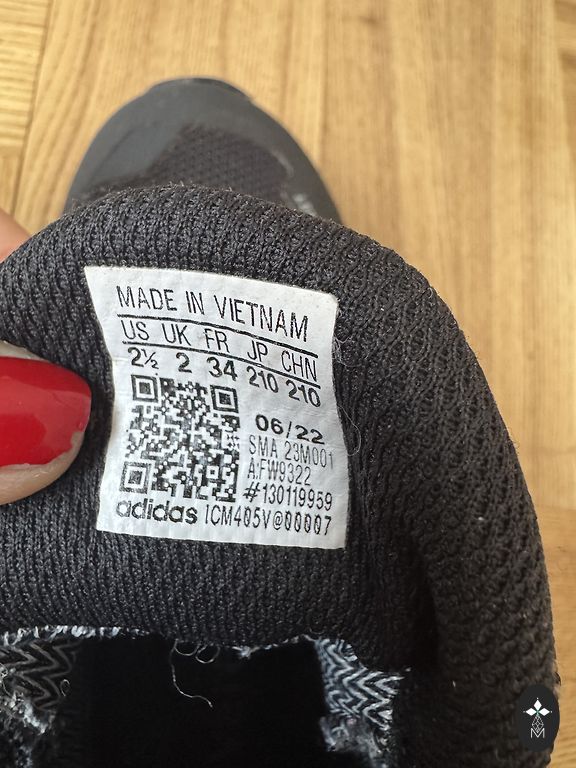 MADE IN VIETNAM
US UK FR JP CHN
2½ 2 34 210 210
06/22
SMA 23M001
A:FW9322
#130119959
adidas ICM405V@00007
M